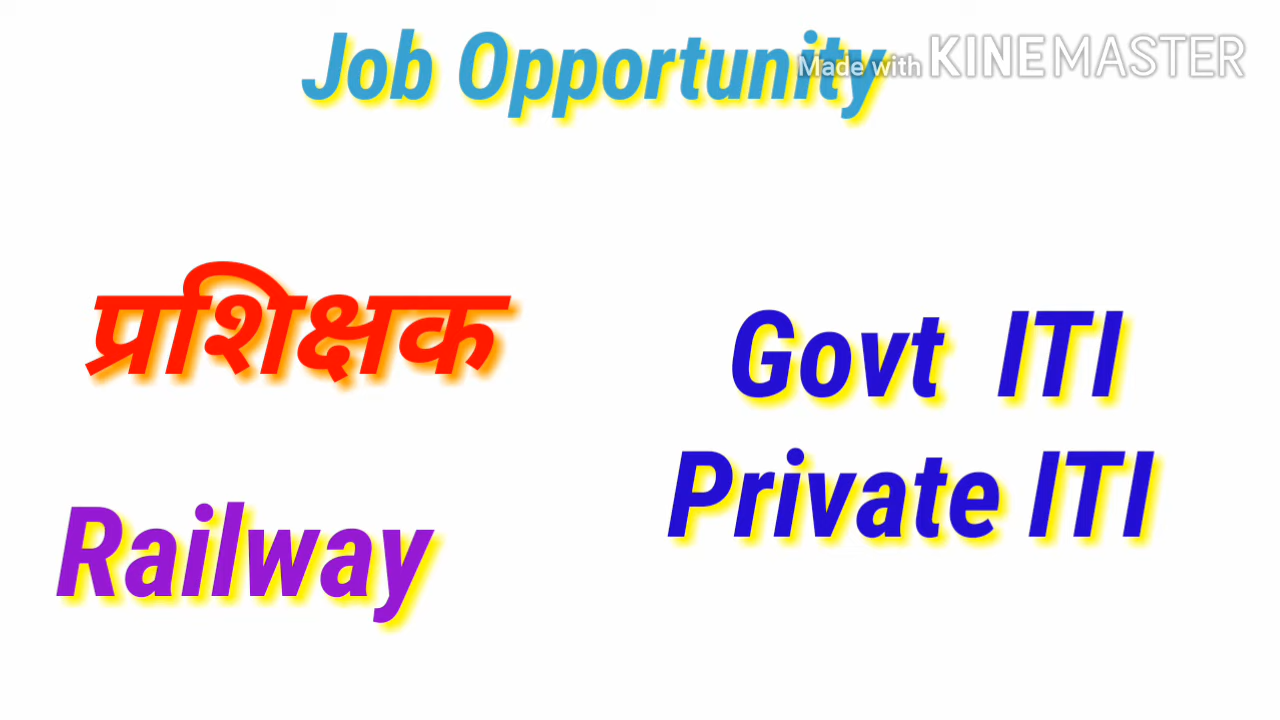 Job Opportunity
Made with KINEMASTER
प्रशिक्षक
Govt ITI
Private ITI
Railway